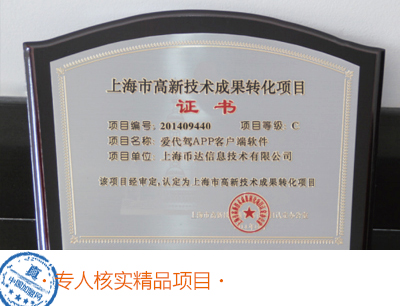 上海市高新技术成果转化项目
证书
项目编号: 201409440 项目等级: C
项目名称: 爱代驾APP客户端软件
项目单位: 上海币达信息技术有限公司
该项目经审定,认定为上海市高新技术成果转化项目
·专人核实精品项目·
真
中国加盟网